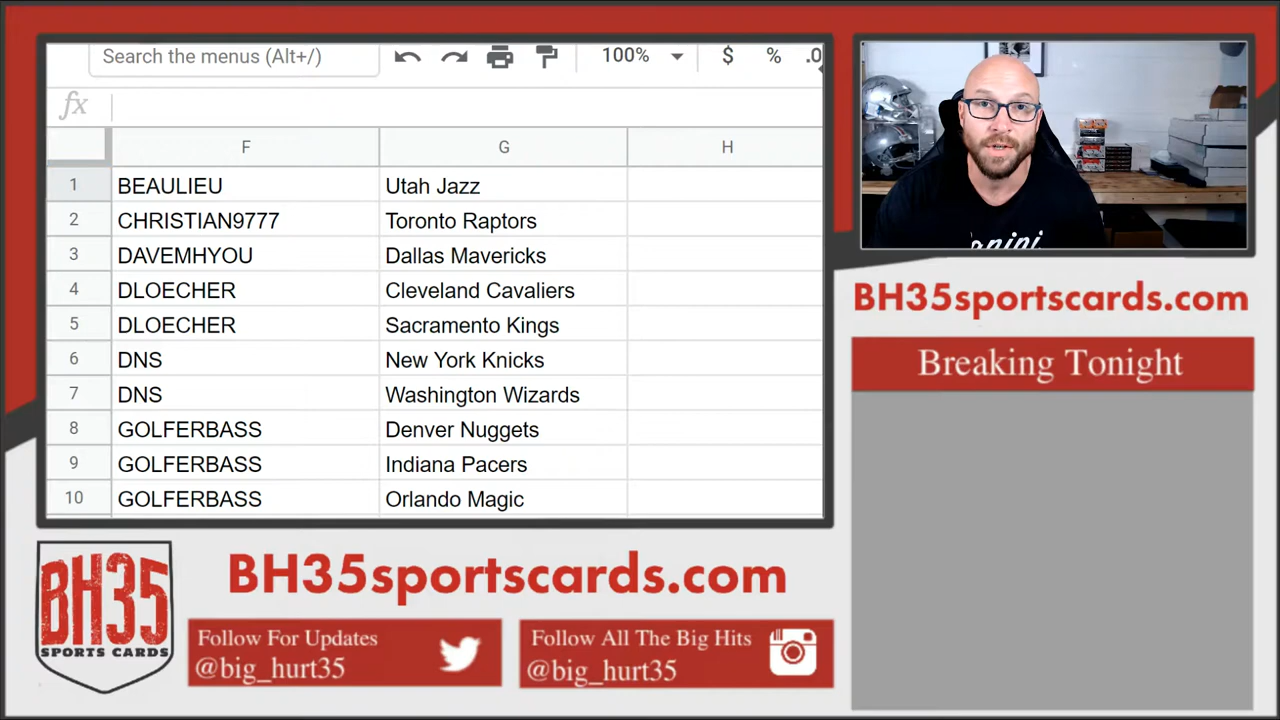 Search the menus (Alt+/)
100%
$
%
.0
fx
F
G
H
1 BEAULIEU Utah Jazz
2 CHRISTIAN9777 Toronto Raptors
3 DAVEMHYOU Dallas Mavericks
4 DLOECHER Cleveland Cavaliers
5 DLOECHER Sacramento Kings
6 DNS New York Knicks
7 DNS Washington Wizards
8 GOLFERBASS Denver Nuggets
9 GOLFERBASS Indiana Pacers
10 GOLFERBASS Orlando Magic
BH35sportscards.com
Breaking Tonight
BH35
SPORTS CARDS
BH35sportscards.com
Follow For Updates
@big_hurt35
Follow All The Big Hits
@big_hurt35